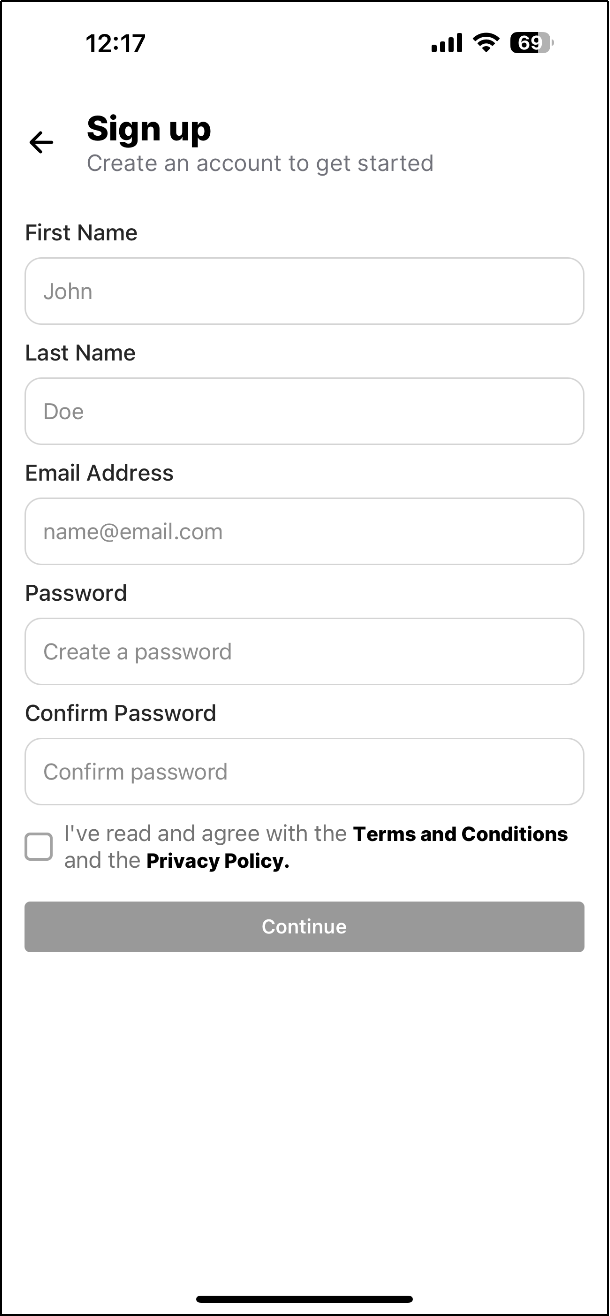 12:17
69
Sign up
Create an account to get started
First Name
John
Last Name
Doe
Email Address
name@email.com
Password
Create a password
Confirm Password
Confirm password
I've read and agree with the Terms and Conditions
and the Privacy Policy.
Continue